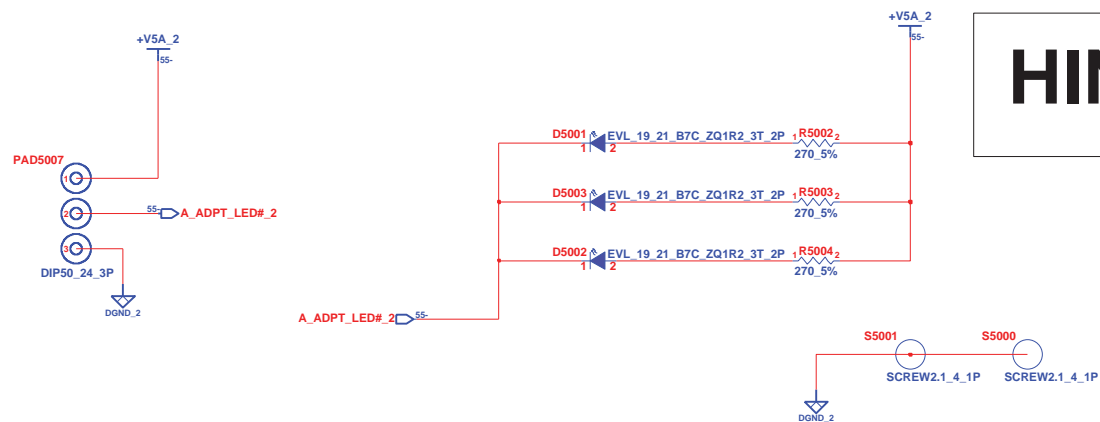 +V5A_2
55-
PAD5007
1
2
55-
A_ADPT_LED#_2
3
DIP50_24_3P
DGND_2
+V5A_2
55-
D5001
EVL_19_21_B7C_ZQ1R2_3T_2P
1 2
1 R5002 2
270_5%
D5003
EVL_19_21_B7C_ZQ1R2_3T_2P
1 2
1 R5003 2
270_5%
D5002
EVL_19_21_B7C_ZQ1R2_3T_2P
1 2
1 R5004 2
270_5%
A_ADPT_LED#_2
55-
S5001
S5000
SCREW2.1_4_1P
SCREW2.1_4_1P
DGND_2